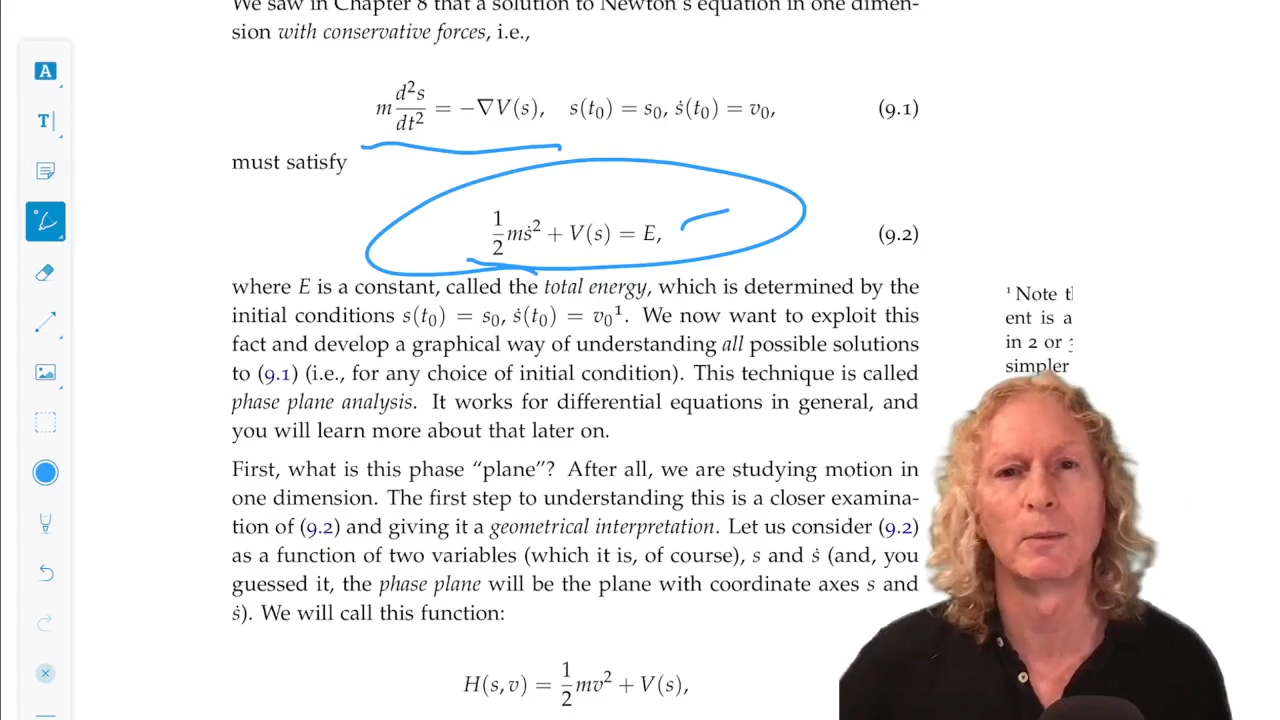 We saw in Chapter 8 that a solution to Newton's equation in one dimen-
sion with conservative forces, i.e.,
m d²s/dt² = −∇V(s), s(t₀) = s₀, ṡ(t₀) = v₀, (9.1)
must satisfy
1/2 mṡ² + V(s) = E, (9.2)
where E is a constant, called the total energy, which is determined by the
initial conditions s(t₀) = s₀, ṡ(t₀) = v₀¹. We now want to exploit this
fact and develop a graphical way of understanding all possible solutions
to (9.1) (i.e., for any choice of initial condition). This technique is called
phase plane analysis. It works for differential equations in general, and
you will learn more about that later on.
First, what is this phase "plane"? After all, we are studying motion in
one dimension. The first step to understanding this is a closer examina-
tion of (9.2) and giving it a geometrical interpretation. Let us consider (9.2)
as a function of two variables (which it is, of course), s and ṡ (and, you
guessed it, the phase plane will be the plane with coordinate axes s and
ṡ). We will call this function:
H(s, v) = 1/2 mv² + V(s),
¹ Note
ent is a
in 2 or
simpler
A
T